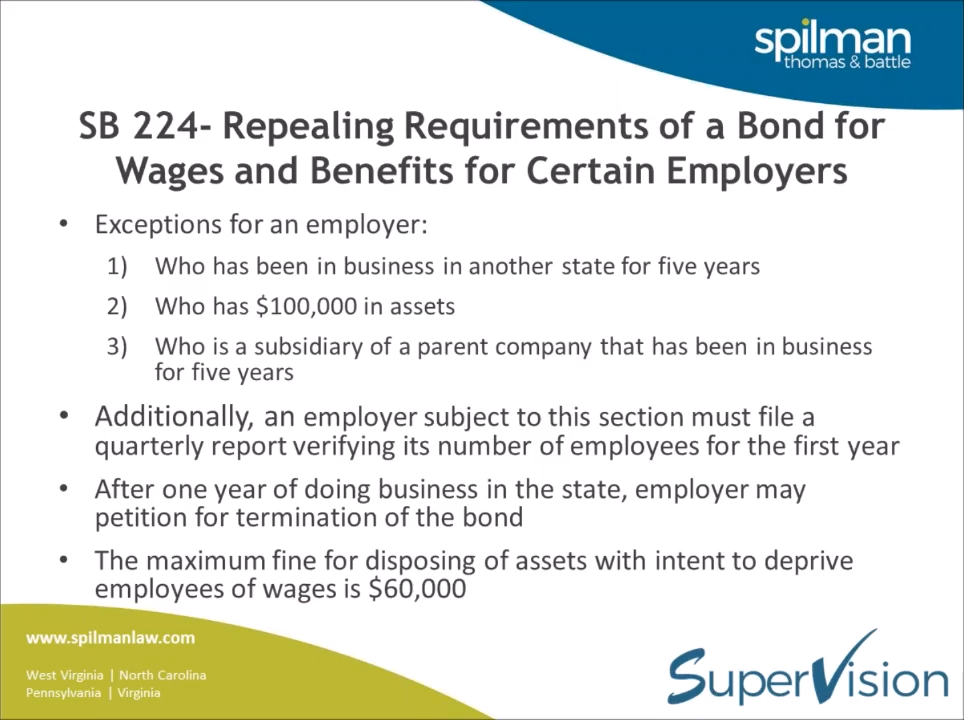 spilman
thomas & battle
SB 224- Repealing Requirements of a Bond for
Wages and Benefits for Certain Employers
• Exceptions for an employer:
1) Who has been in business in another state for five years
2) Who has $100,000 in assets
3) Who is a subsidiary of a parent company that has been in business
for five years
• Additionally, an employer subject to this section must file a
quarterly report verifying its number of employees for the first year
• After one year of doing business in the state, employer may
petition for termination of the bond
• The maximum fine for disposing of assets with intent to deprive
employees of wages is $60,000
www.spilmanlaw.com
West Virginia | North Carolina
Pennsylvania | Virginia
SuperVision